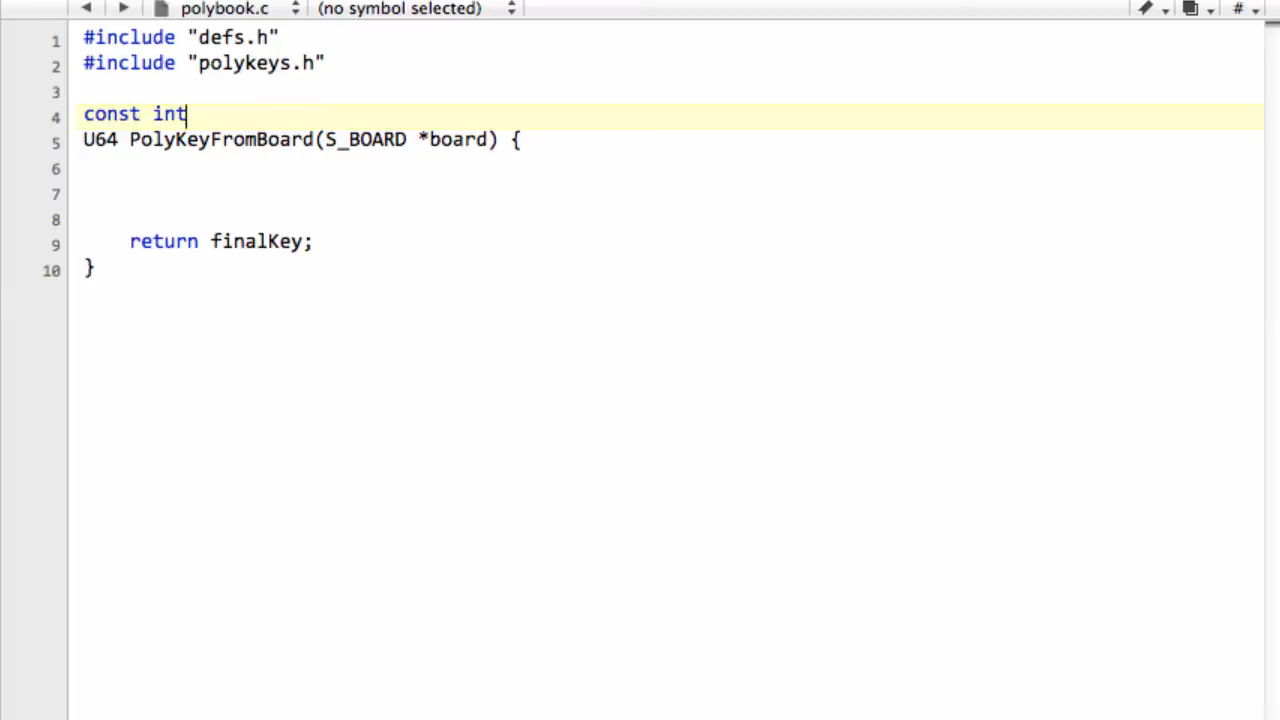 polybook.c (no symbol selected) #
1 #include "defs.h"
2 #include "polykeys.h"
3
4 const int
5 U64 PolyKeyFromBoard(S_BOARD *board) {
6
7
8
9 return finalKey;
10 }